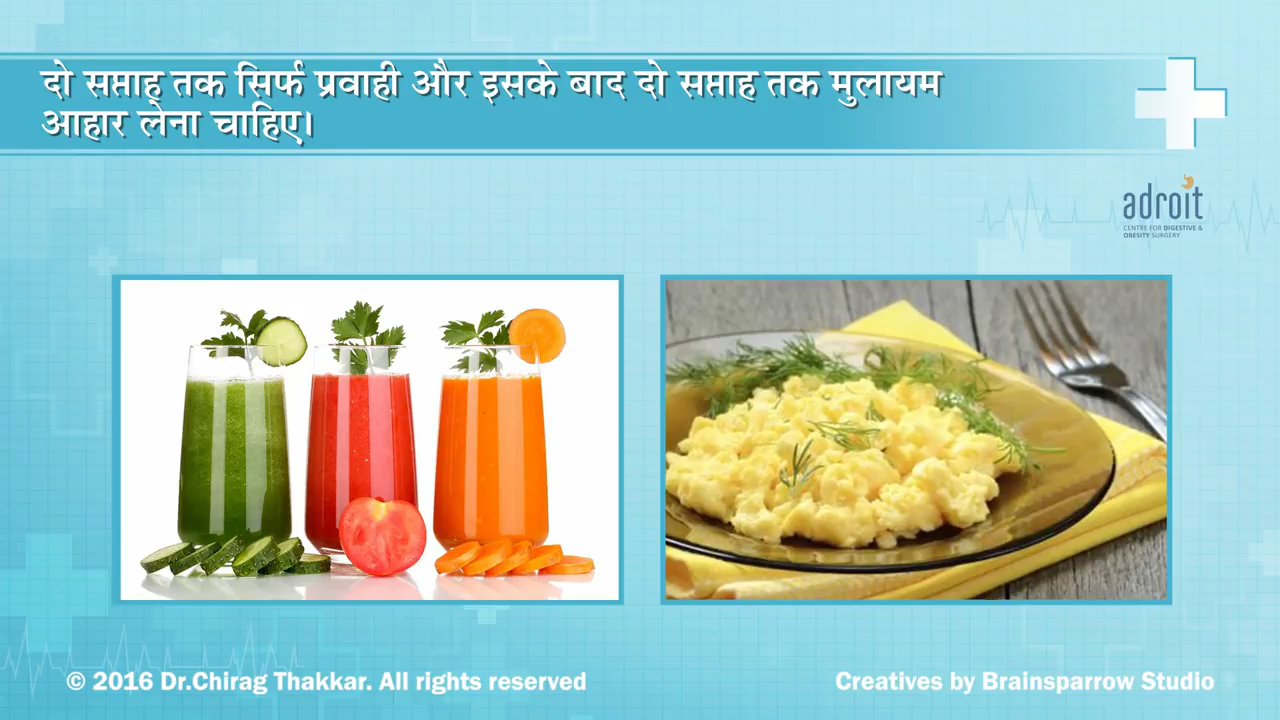 दो सप्ताह तक सिर्फ प्रवाही और इसके बाद दो सप्ताह तक मुलायम
आहार लेना चाहिए।
adroit
CENTRE FOR DIGESTIVE &
OBESITY SURGERY
© 2016 Dr.Chirag Thakkar. All rights reserved
Creatives by Brainsparrow Studio